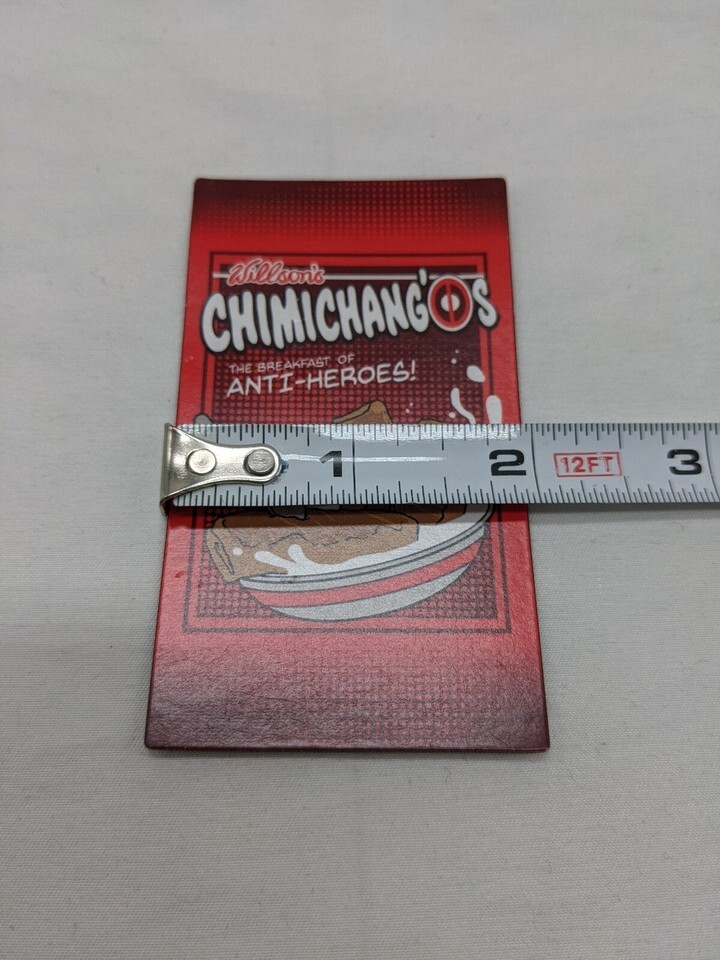 Willson's
CHIMICHANG'OS
THE BREAKFAST OF
ANTI-HEROES!
1 2 12FT 3